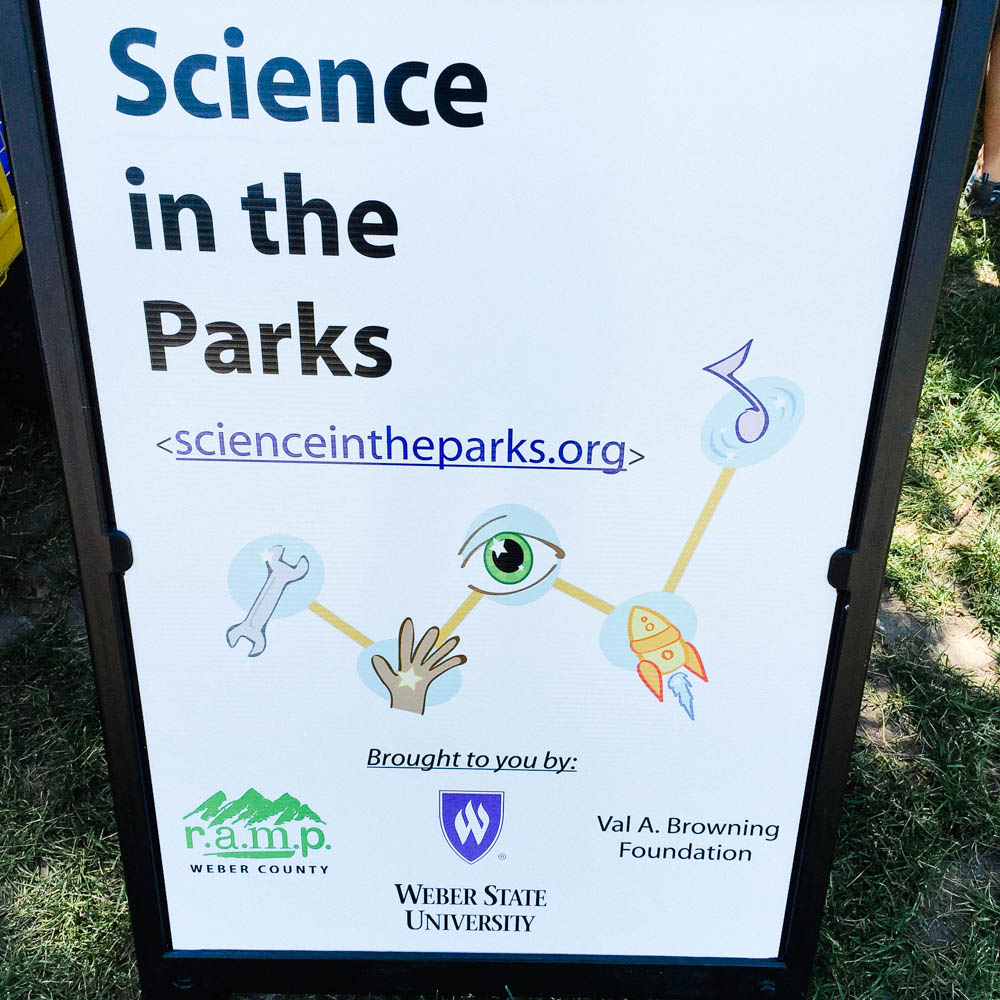 Science
in the
Parks
<scienceintheparks.org>
Brought to you by:
r.a.m.p.
WEBER COUNTY
®
WEBER STATE
UNIVERSITY
Val A. Browning
Foundation